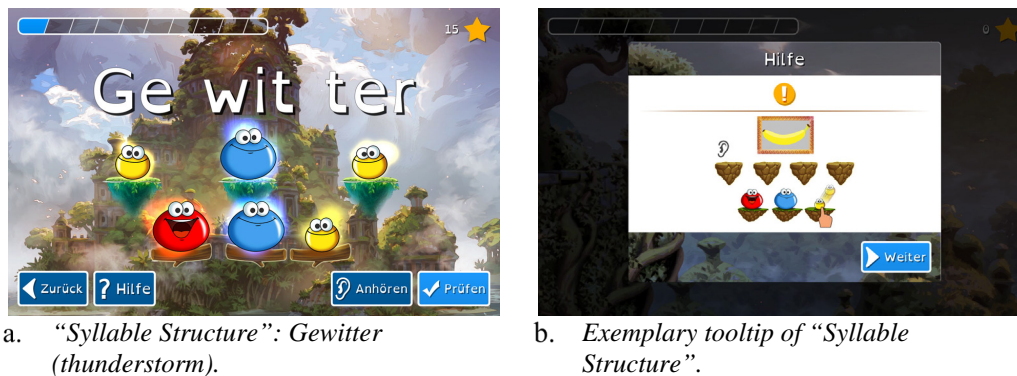 15
Ge wit ter
Zurück
? Hilfe
Anhören
Prüfen
0
Hilfe
!
Weiter
a. “Syllable Structure”: Gewitter
(thunderstorm).
b. Exemplary tooltip of “Syllable
Structure”.